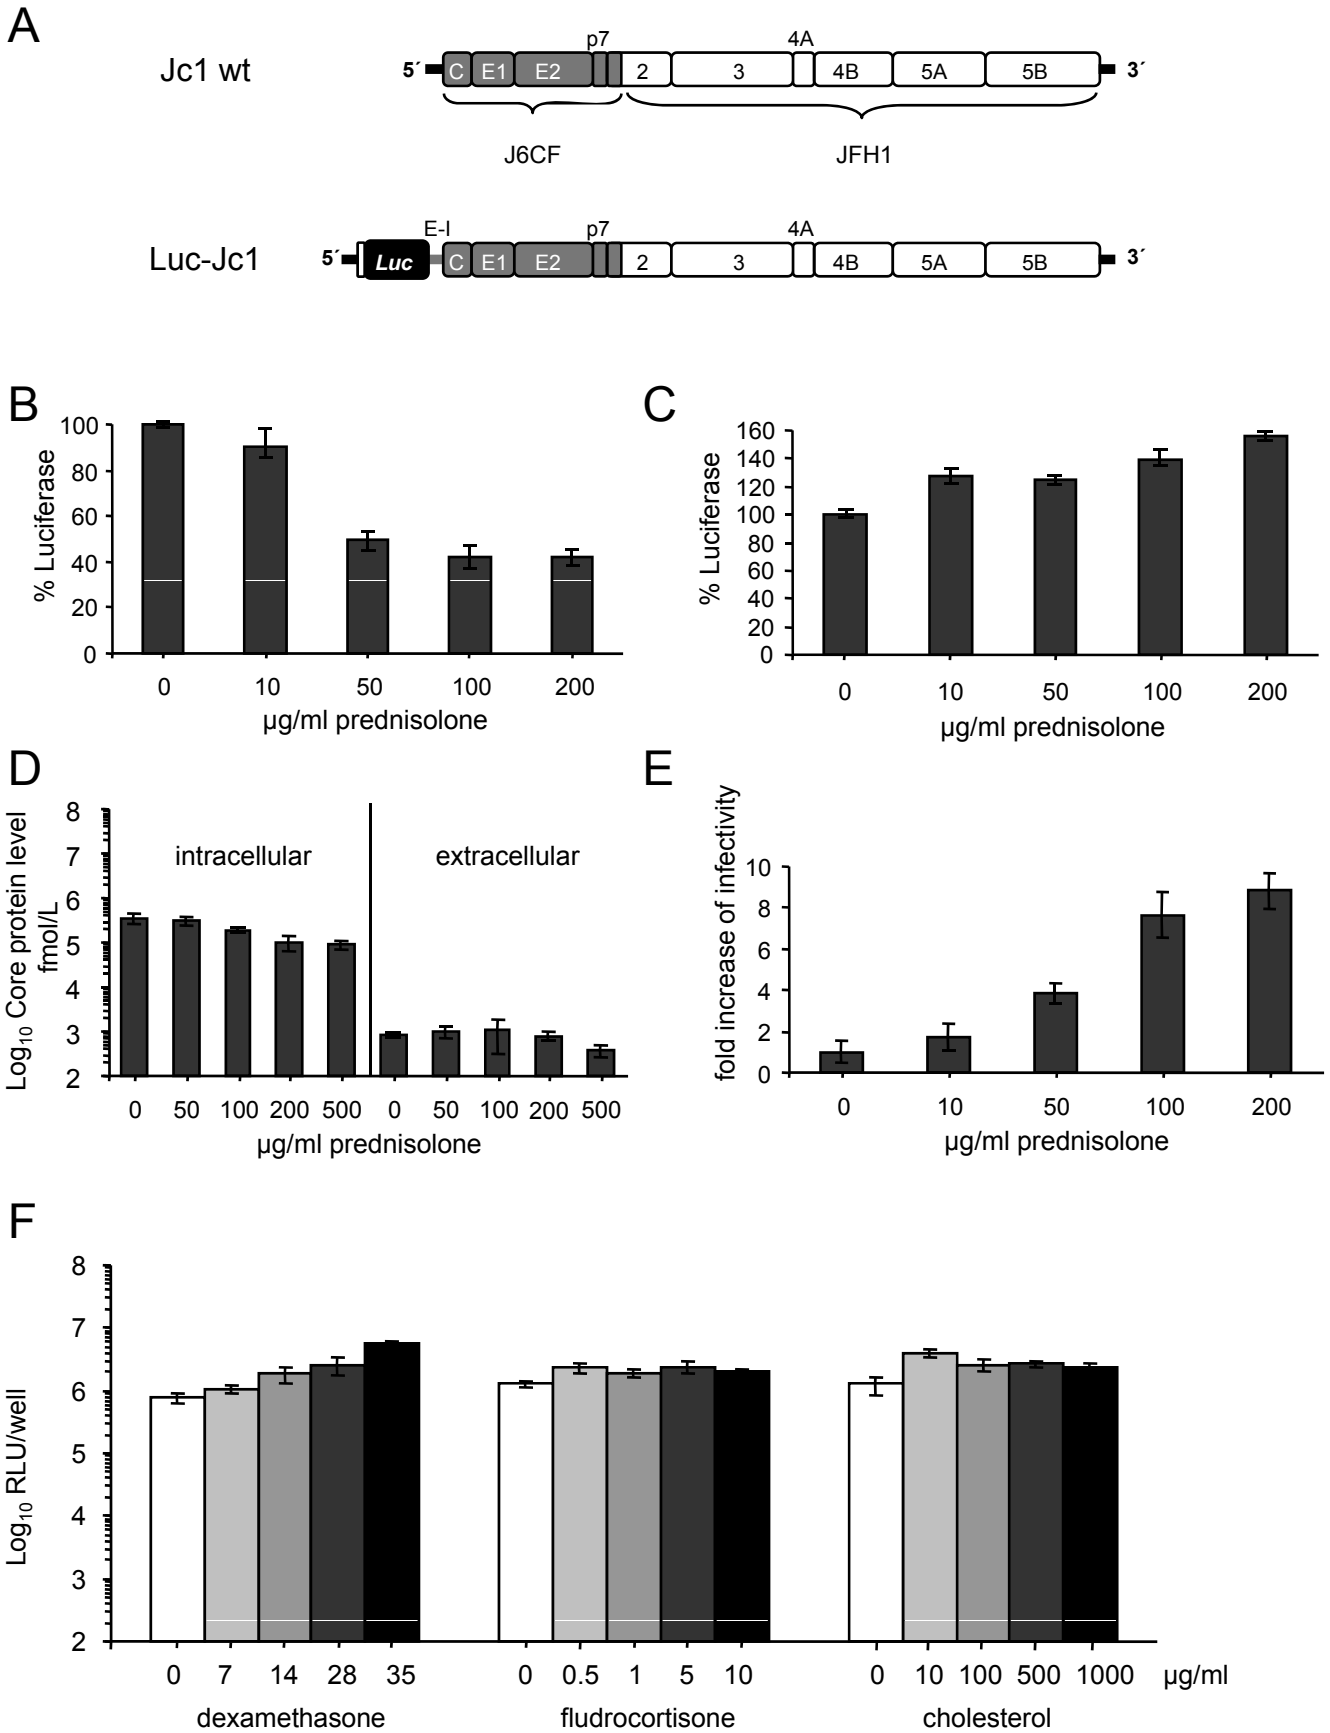 A
Jc1 wt
p7 4A
5´ C E1 E2 2 3 4B 5A 5B 3´
J6CF JFH1
Luc-Jc1
E-I p7 4A
5´ Luc C E1 E2 2 3 4B 5A 5B 3´
B
% Luciferase
100
80
60
40
20
0
0 10 50 100 200
µg/ml prednisolone
C
% Luciferase
160
140
120
100
80
60
40
20
0
0 10 50 100 200
µg/ml prednisolone
D
Log10 Core protein level
fmol/L
8
7
6
5
4
3
2
intracellular extracellular
0 50 100 200 500 0 50 100 200 500
µg/ml prednisolone
E
fold increase of infectivity
10
8
6
4
2
0
0 10 50 100 200
µg/ml prednisolone
F
Log10 RLU/well
8
7
6
5
4
3
2
0 7 14 28 35 0 0.5 1 5 10 0 10 100 500 1000 µg/ml
dexamethasone fludrocortisone cholesterol